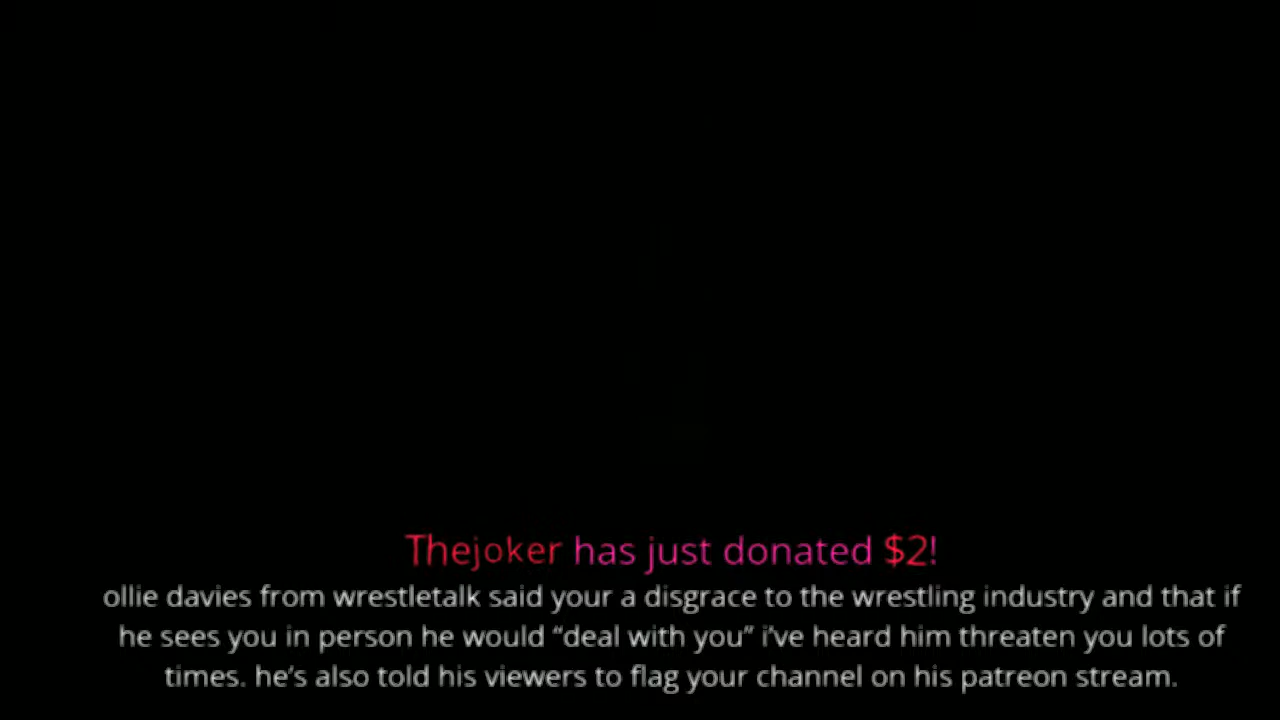 Thejoker has just donated $2!
ollie davies from wrestletalk said your a disgrace to the wrestling industry and that if
he sees you in person he would “deal with you” i’ve heard him threaten you lots of
times. he’s also told his viewers to flag your channel on his patreon stream.